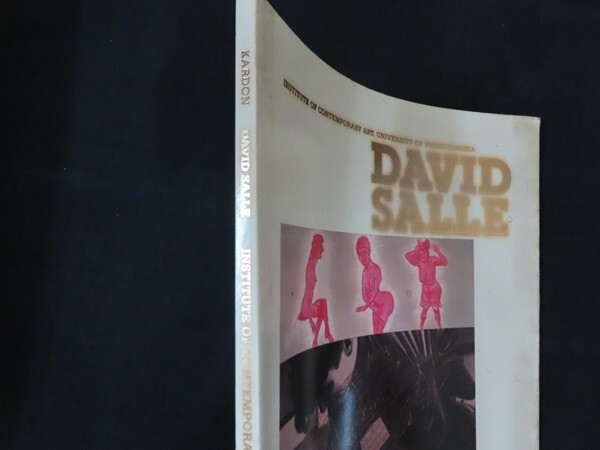 KARDON
DAVID SALLE
INSTITUTE OF CONTEMPORA
INSTITUTE OF CONTEMPORARY ART, UNIVERSITY OF PENNSYLVANIA
DAVID
SALLE